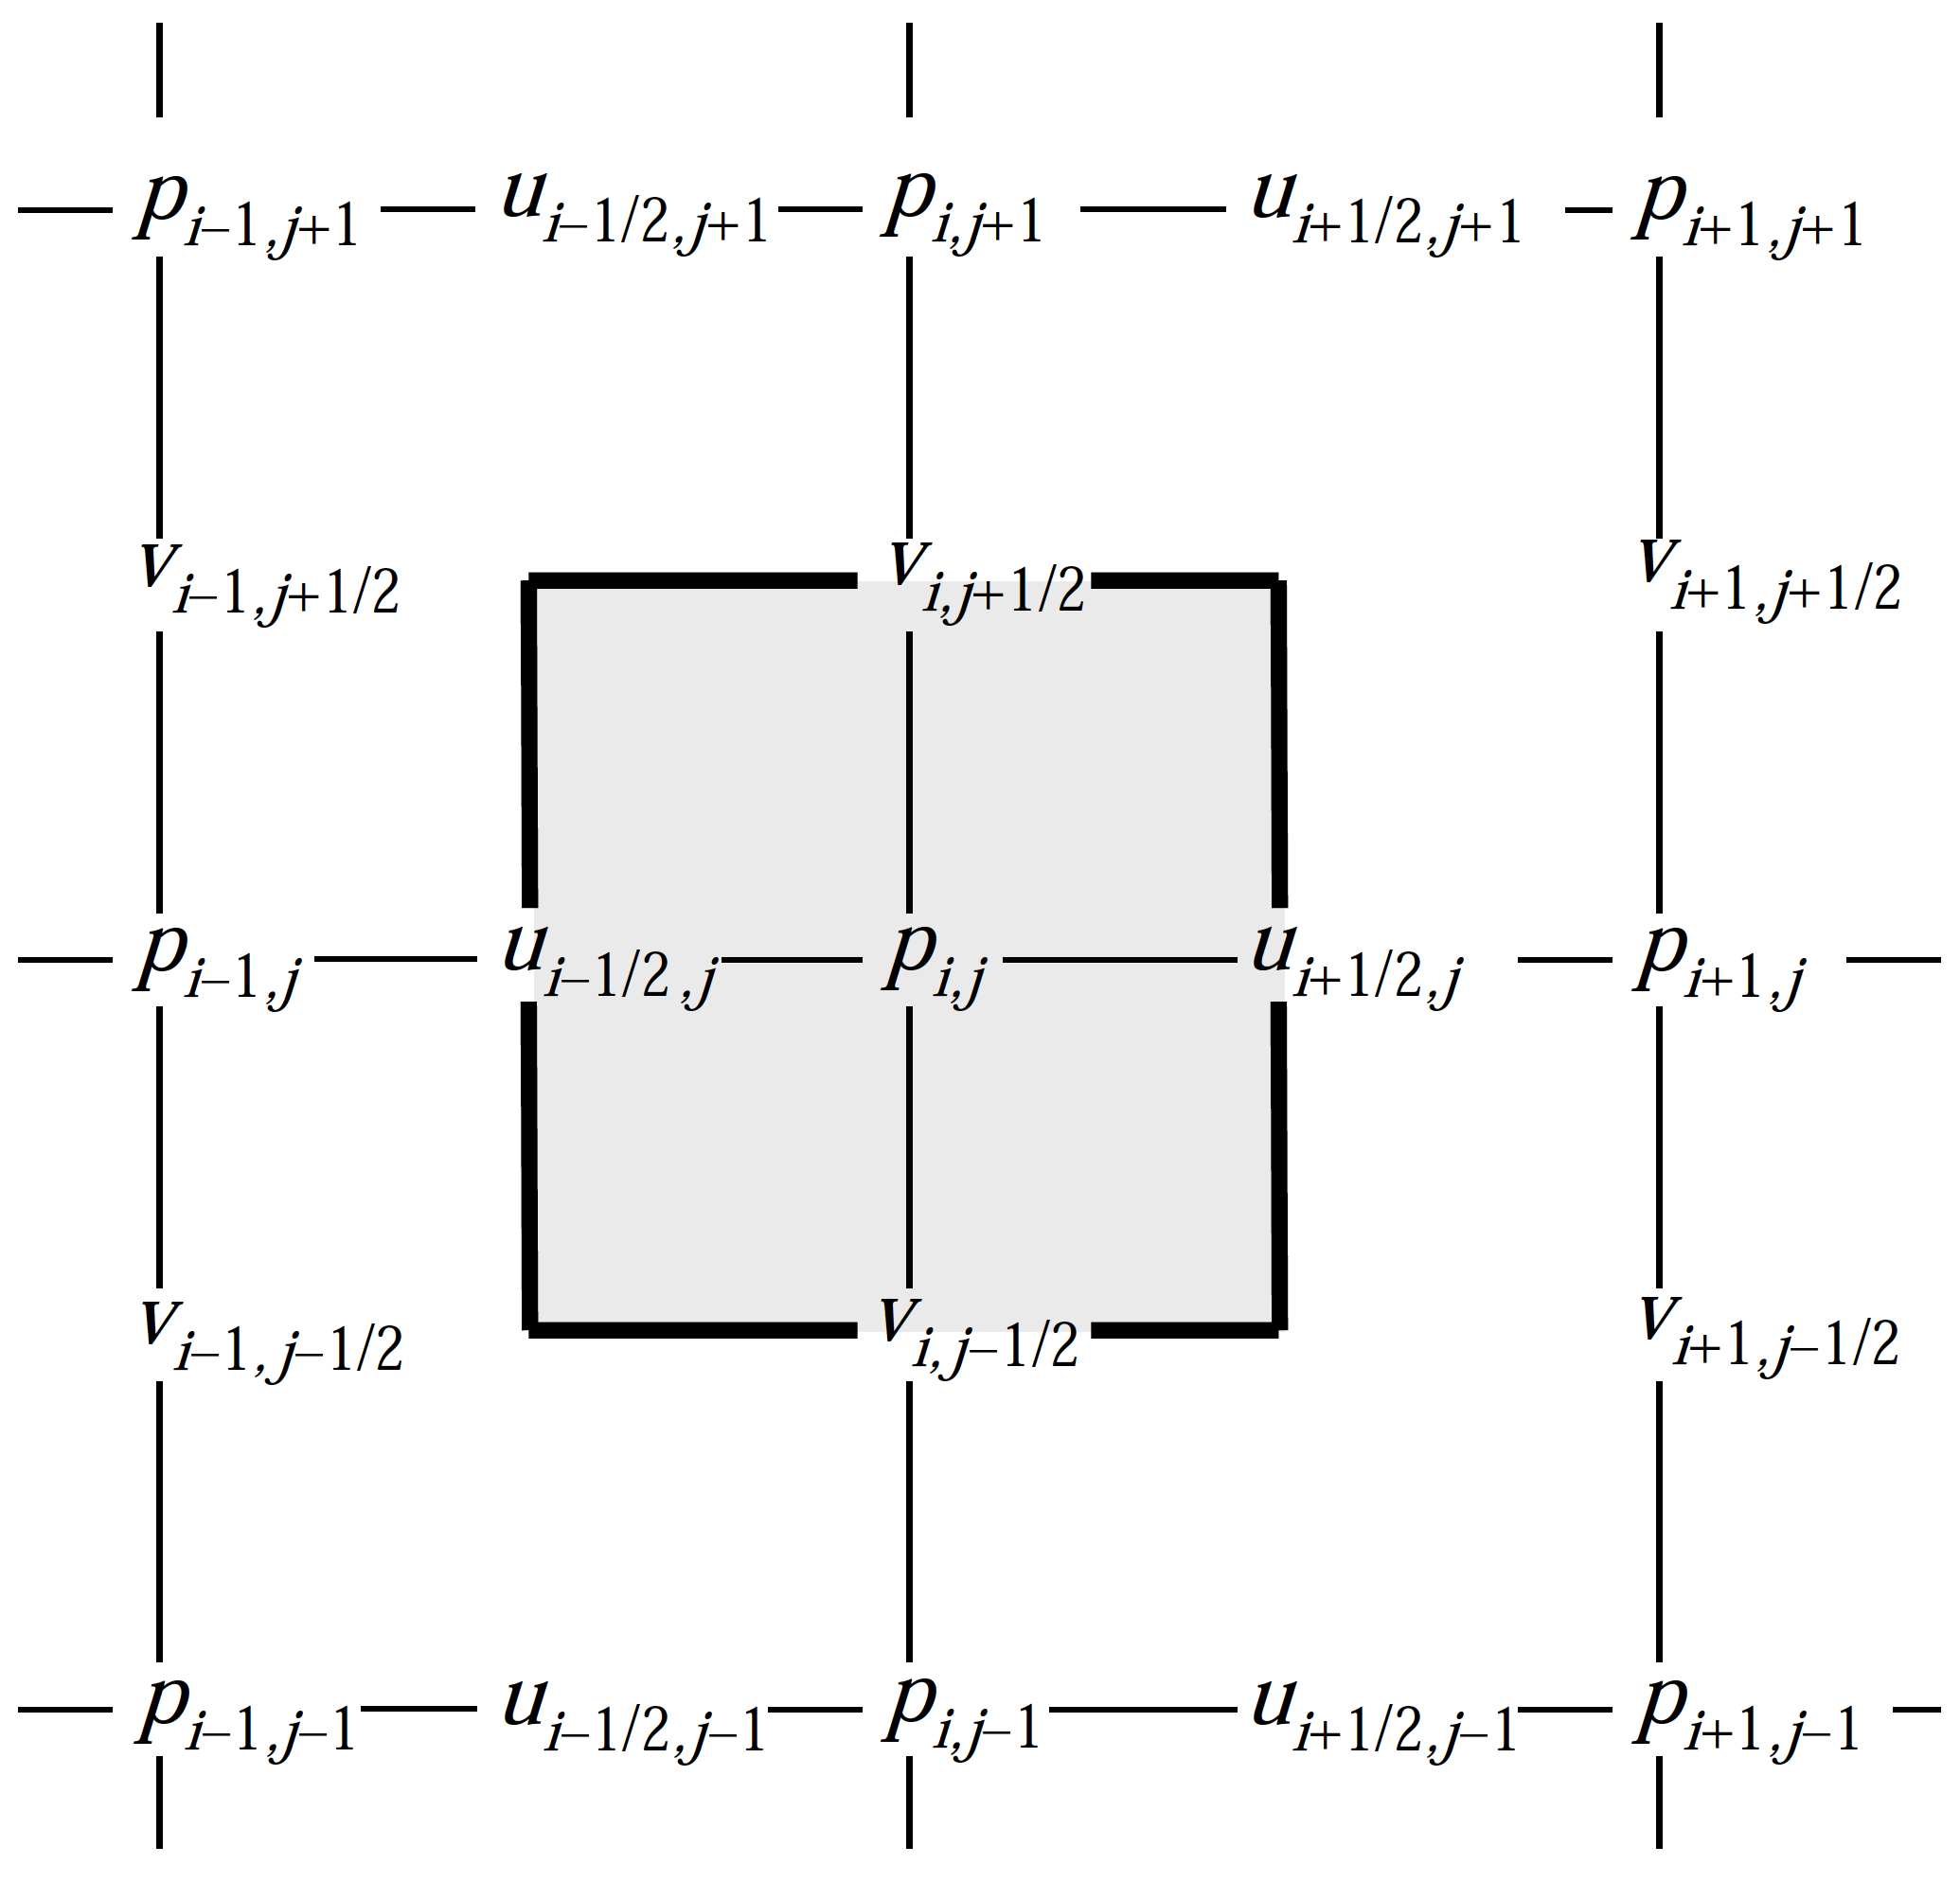 p_{i−1,j+1} u_{i−1/2,j+1} p_{i,j+1} u_{i+1/2,j+1} p_{i+1,j+1}
v_{i−1,j+1/2} v_{i,j+1/2} v_{i+1,j+1/2}
p_{i−1,j} u_{i−1/2,j} p_{i,j} u_{i+1/2,j} p_{i+1,j}
v_{i−1,j−1/2} v_{i,j−1/2} v_{i+1,j−1/2}
p_{i−1,j−1} u_{i−1/2,j−1} p_{i,j−1} u_{i+1/2,j−1} p_{i+1,j−1}